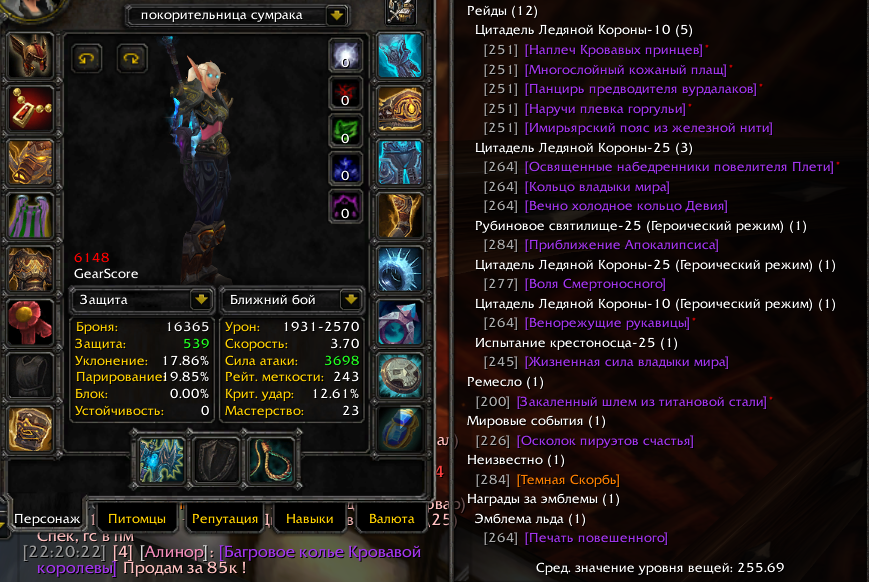 покорительница сумрака
0
0
0
0
0
6148
GearScore
Защита
Ближний бой
Броня: 16365
Защита: 539
Уклонение: 17.86%
Парирование: 19.85%
Блок: 0.00%
Устойчивость: 0
Урон: 1931-2570
Скорость: 3.70
Сила атаки: 3698
Рейт. меткости: 243
Крит. удар: 12.61%
Мастерство: 23
Персонаж
Питомцы
Репутация
Навыки
Валюта
Спек, гс в пм
[22:20:22] [4] [Алинор]: [Багровое колье Кровавой
королевы] Продам за 85к !
Рейды (12)
Цитадель Ледяной Короны-10 (5)
[251] [Наплеч Кровавых принцев]*
[251] [Многослойный кожаный плащ]*
[251] [Панцирь предводителя вурдалаков]*
[251] [Наручи плевка горгульи]*
[251] [Имирьярский пояс из железной нити]
Цитадель Ледяной Короны-25 (3)
[264] [Освященные набедренники повелителя Плети]*
[264] [Кольцо владыки мира]
[264] [Вечно холодное кольцо Девия]
Рубиновое святилище-25 (Героический режим) (1)
[284] [Приближение Апокалипсиса]
Цитадель Ледяной Короны-25 (Героический режим) (1)
[277] [Воля Смертоносного]
Цитадель Ледяной Короны-10 (Героический режим) (1)
[264] [Венорежущие рукавицы]*
Испытание крестоносца-25 (1)
[245] [Жизненная сила владыки мира]
Ремесло (1)
[200] [Закаленный шлем из титановой стали]*
Мировые события (1)
[226] [Осколок пируэтов счастья]
Неизвестно (1)
[284] [Темная Скорбь]
Награды за эмблемы (1)
Эмблема льда (1)
[264] [Печать повешенного]
Сред. значение уровня вещей: 255.69